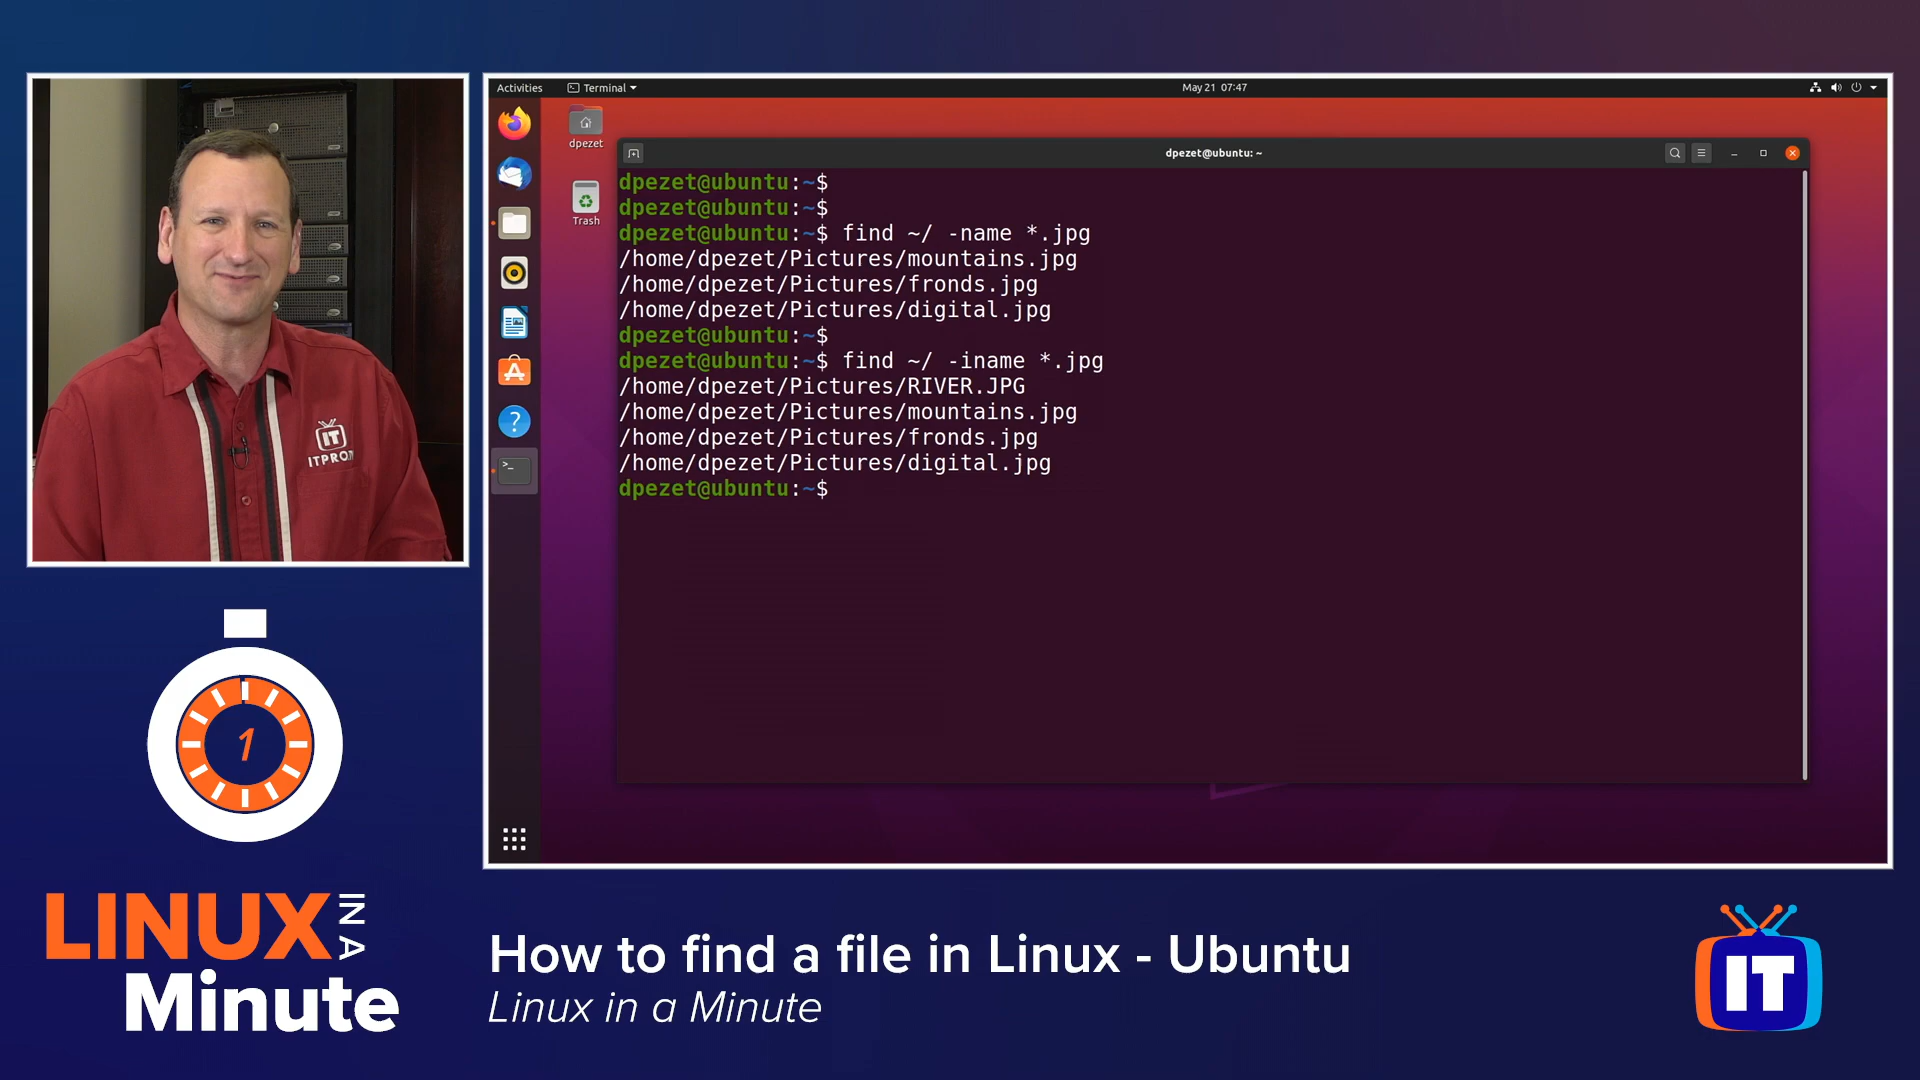 Activities
Terminal
May 21 07:47
dpezet
Trash
dpezet@ubuntu: ~
dpezet@ubuntu:~$
dpezet@ubuntu:~$
dpezet@ubuntu:~$ find ~/ -name *.jpg
/home/dpezet/Pictures/mountains.jpg
/home/dpezet/Pictures/fronds.jpg
/home/dpezet/Pictures/digital.jpg
dpezet@ubuntu:~$
dpezet@ubuntu:~$ find ~/ -iname *.jpg
/home/dpezet/Pictures/RIVER.JPG
/home/dpezet/Pictures/mountains.jpg
/home/dpezet/Pictures/fronds.jpg
/home/dpezet/Pictures/digital.jpg
dpezet@ubuntu:~$
IT
ITPRO
1
LINUX
IN A
Minute
How to find a file in Linux - Ubuntu
Linux in a Minute
IT